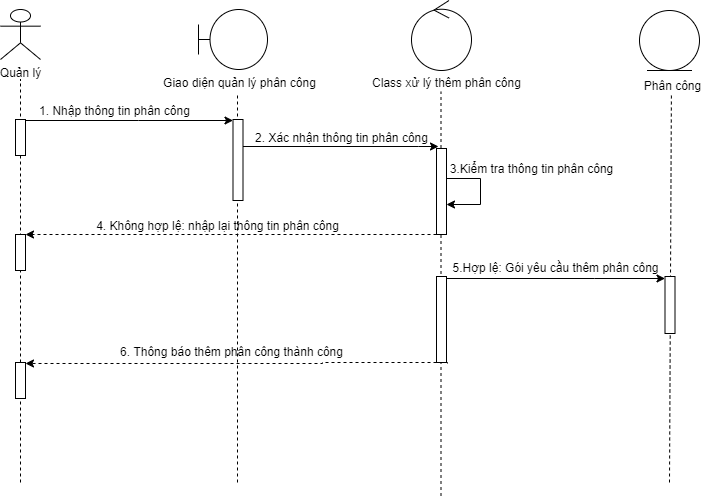 Quản lý
Giao diện quản lý phân công
Class xử lý thêm phân công
Phân công
1. Nhập thông tin phân công
2. Xác nhận thông tin phân công
3.Kiểm tra thông tin phân công
4. Không hợp lê: nhập lại thông tin phân công
5.Hợp lê: Gói yêu cầu thêm phân công
6. Thông báo thêm phân công thành công